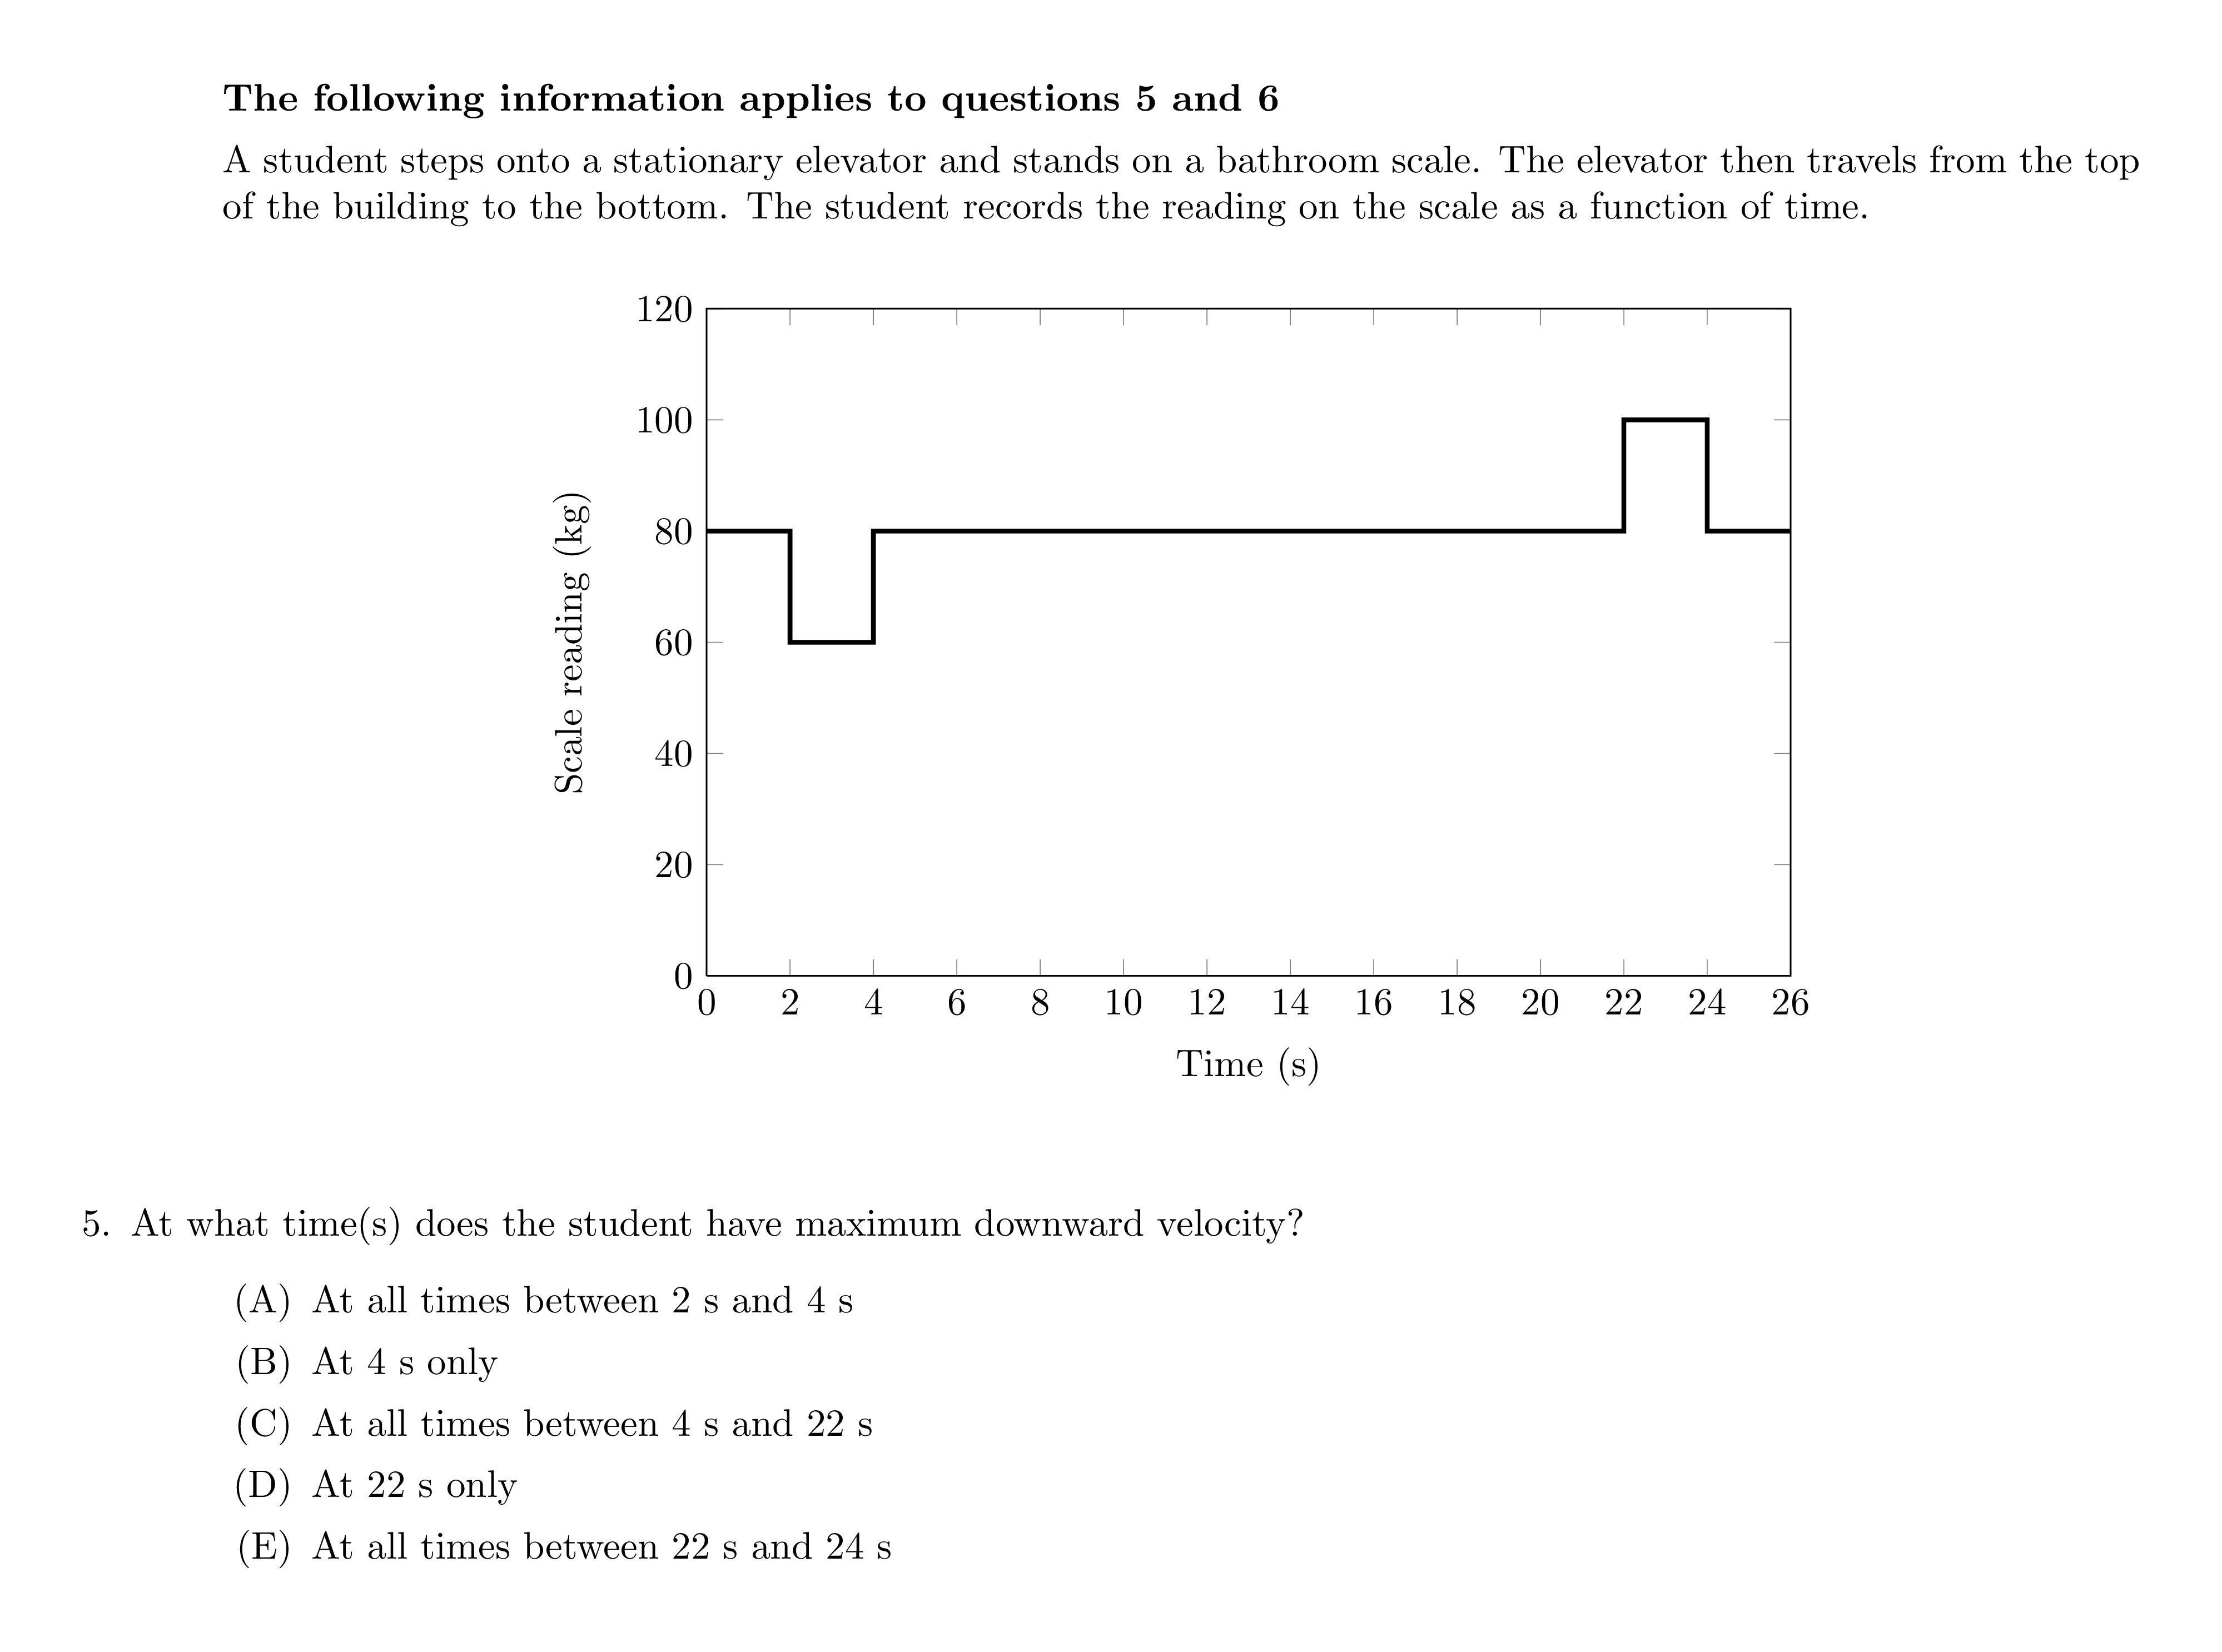 The following information applies to questions 5 and 6
A student steps onto a stationary elevator and stands on a bathroom scale. The elevator then travels from the top
of the building to the bottom. The student records the reading on the scale as a function of time.
120
100
80
60
40
20
0
Scale reading (kg)
0 2 4 6 8 10 12 14 16 18 20 22 24 26
Time (s)
5. At what time(s) does the student have maximum downward velocity?
(A) At all times between 2 s and 4 s
(B) At 4 s only
(C) At all times between 4 s and 22 s
(D) At 22 s only
(E) At all times between 22 s and 24 s